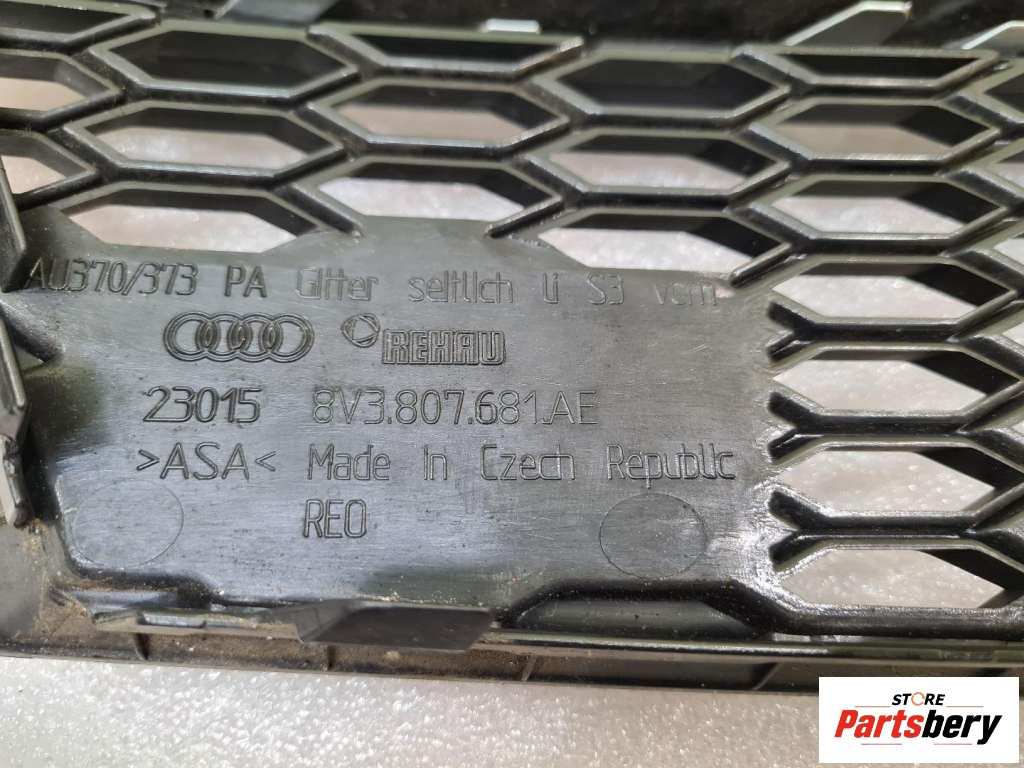 AU370/373 PA Gitter seitlich li S3 vorn
REHAU
23015 8V3.807.681.AE
>ASA< Made in Czech Republic
REO
STORE
Partsbery